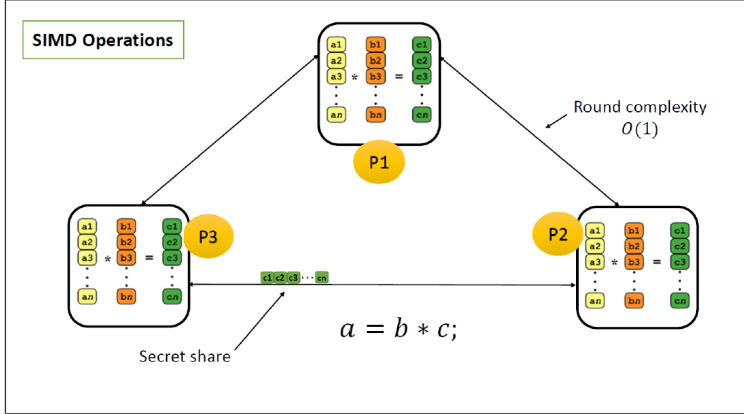 SIMD Operations
a1 b1 c1
a2 b2 c2
a3 * b3 = c3
an bn cn
P1
Round complexity
O(1)
a1 b1 c1
a2 b2 c2
a3 * b3 = c3
an bn cn
P3
P2
a1 b1 c1
a2 b2 c2
a3 * b3 = c3
an bn cn
c1 c2 c3 ··· cn
a = b * c;
Secret share